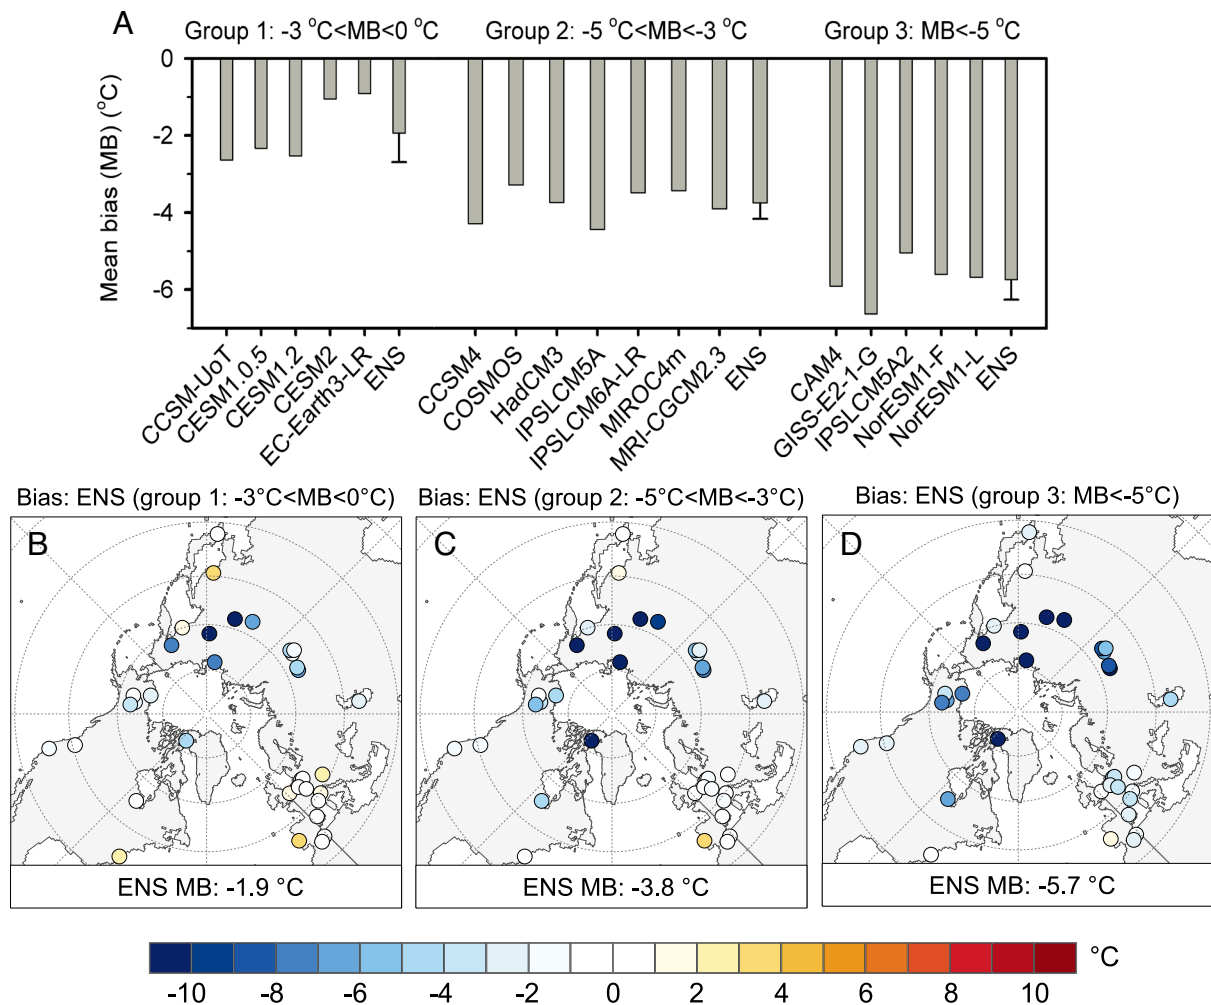 A
Group 1: -3 °C<MB<0 °C
Group 2: -5 °C<MB<-3 °C
Group 3: MB<-5 °C
Mean bias (MB) (°C)
0
-2
-4
-6
CCSM-UoT
CESM1.0.5
CESM1.2
CESM2
EC-Earth3-LR
ENS
CCSM4
COSMOS
HadCM3
IPSLCM5A
IPSLCM6A-LR
MIROC4m
MRI-CGCM2.3
ENS
CAM4
GISS-E2-1-G
IPSLCM5A2
NorESM1-F
NorESM1-L
ENS
Bias: ENS (group 1: -3°C<MB<0°C)
B
ENS MB: -1.9 °C
Bias: ENS (group 2: -5°C<MB<-3°C)
C
ENS MB: -3.8 °C
Bias: ENS (group 3: MB<-5°C)
D
ENS MB: -5.7 °C
°C
-10 -8 -6 -4 -2 0 2 4 6 8 10